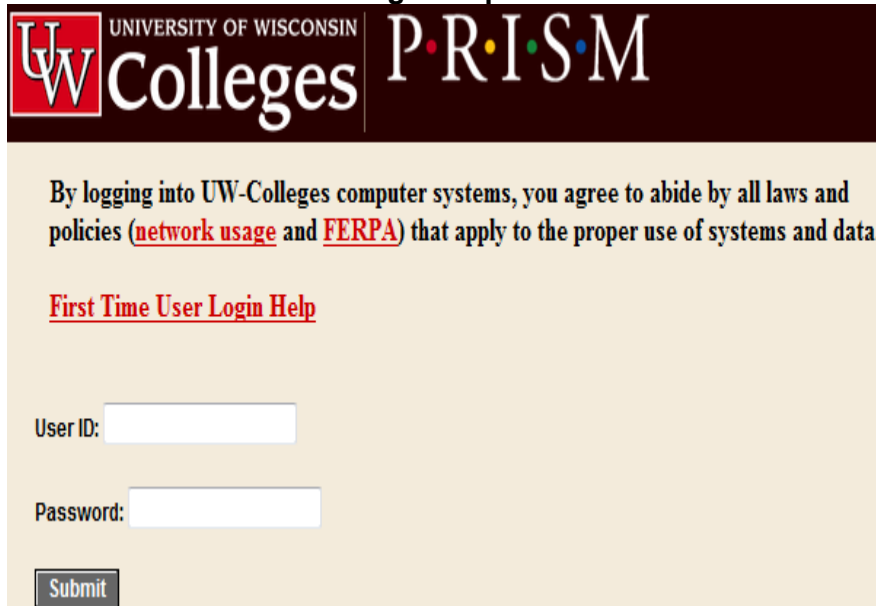 UNIVERSITY OF WISCONSIN
UW Colleges
P·R·I·S·M
By logging into UW-Colleges computer systems, you agree to abide by all laws and
policies (network usage and FERPA) that apply to the proper use of systems and data
First Time User Login Help
User ID:
Password:
Submit